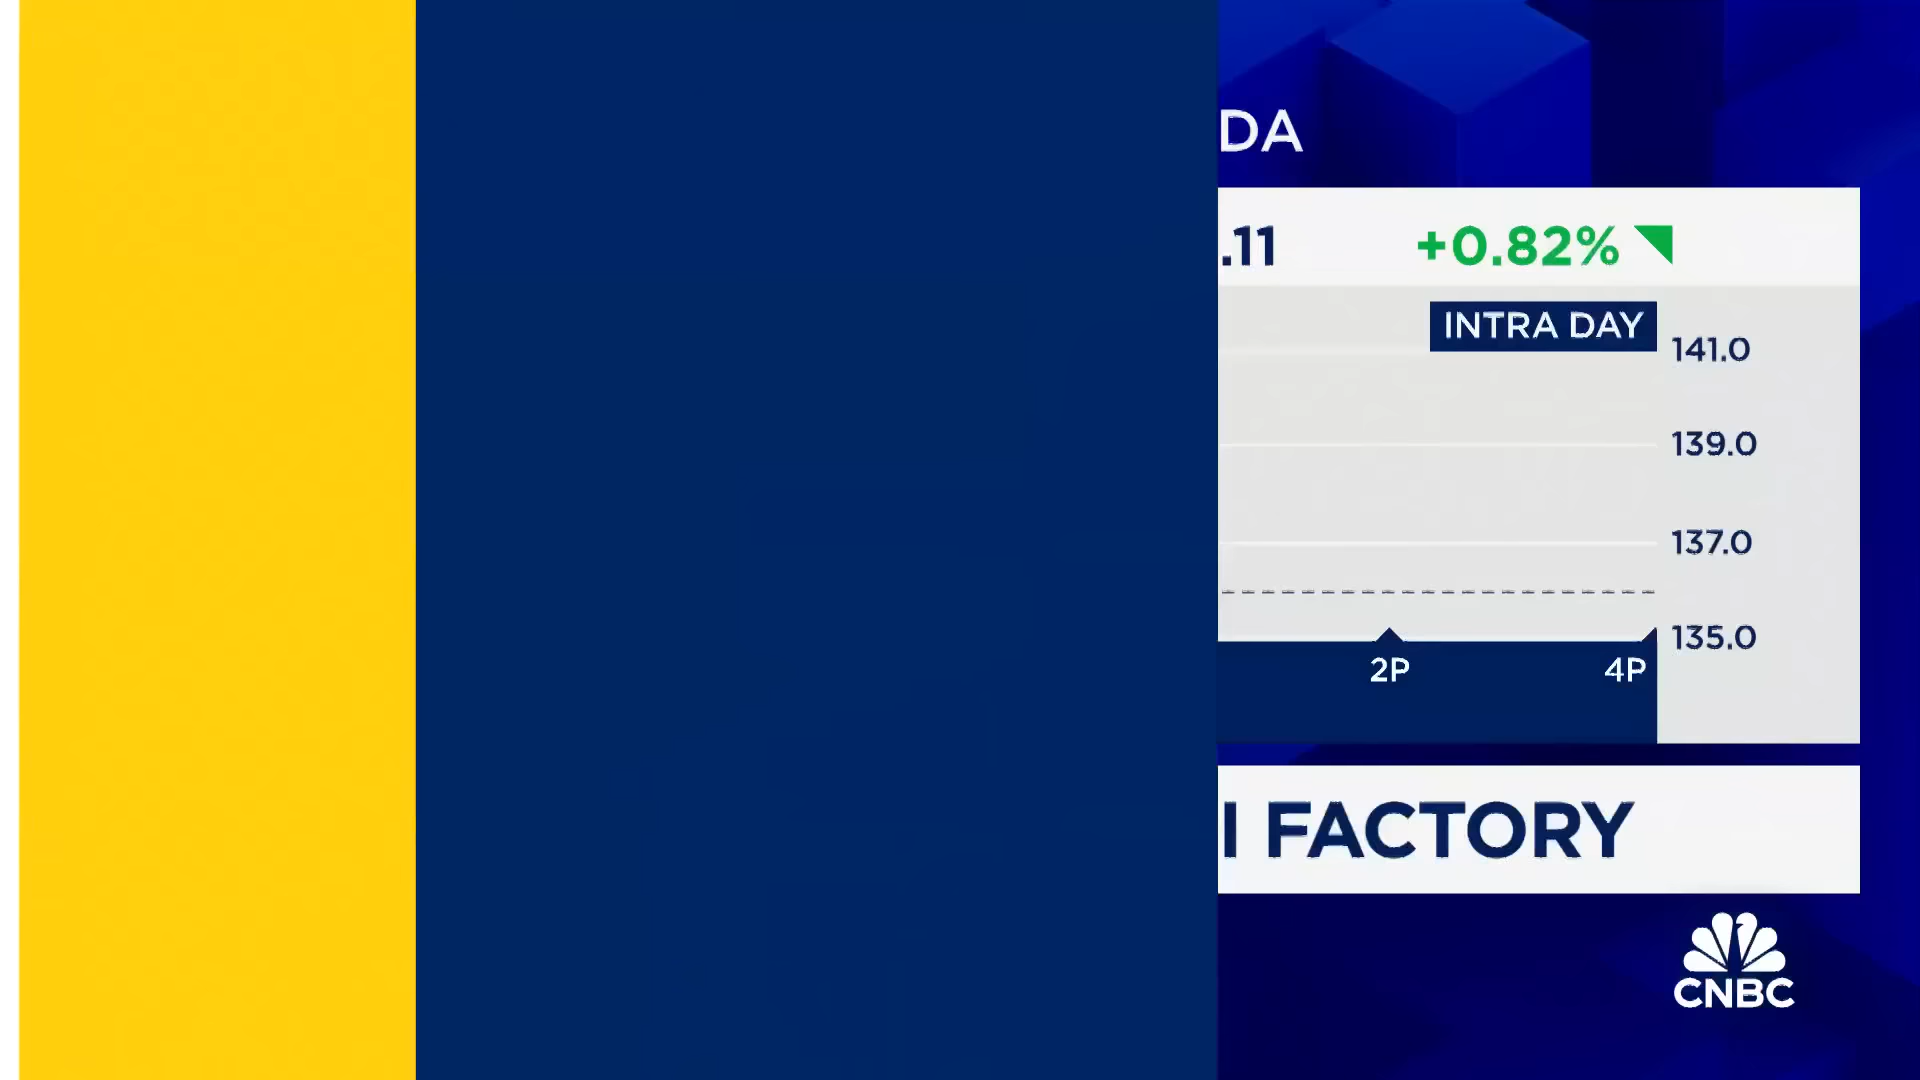 DA
.11 +0.82%
INTRA DAY
141.0
139.0
137.0
135.0
2P 4P
I FACTORY
CNBC